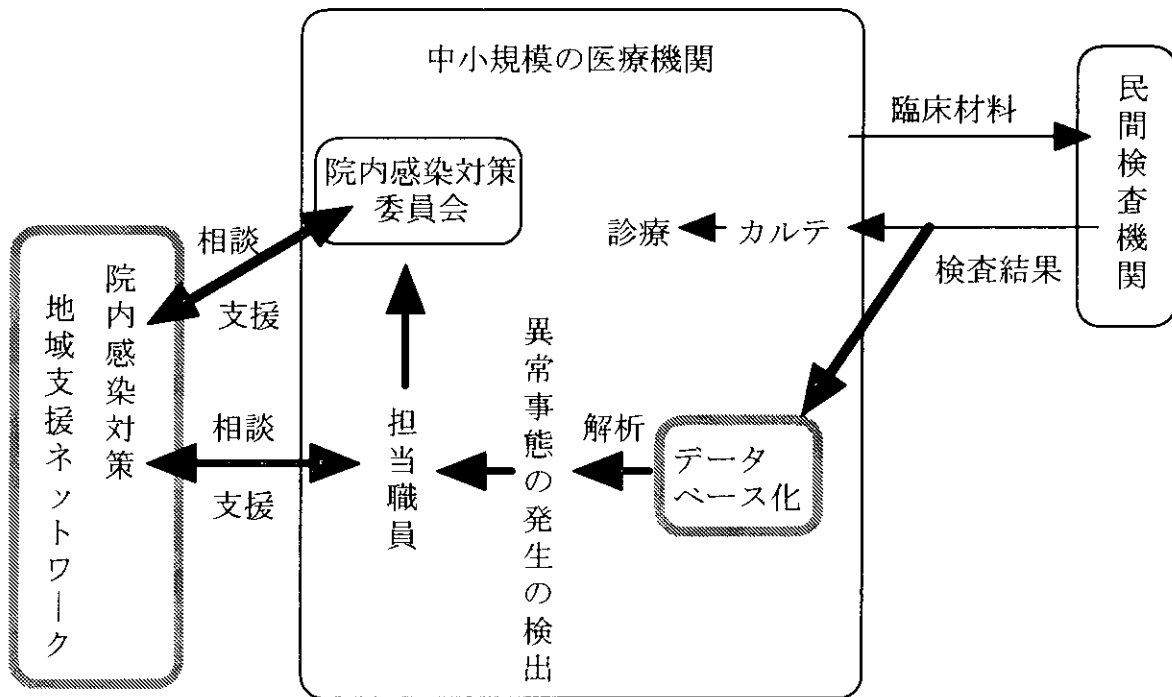 中小規模の医療機関
民間検査機関
臨床材料
院内感染対策
委員会
診療
カルテ
検査結果
相談
支援
院内感染対策
地域支援ネットワーク
相談
支援
担当職員
異常事態の発生の検出
解析
データ
ベース化